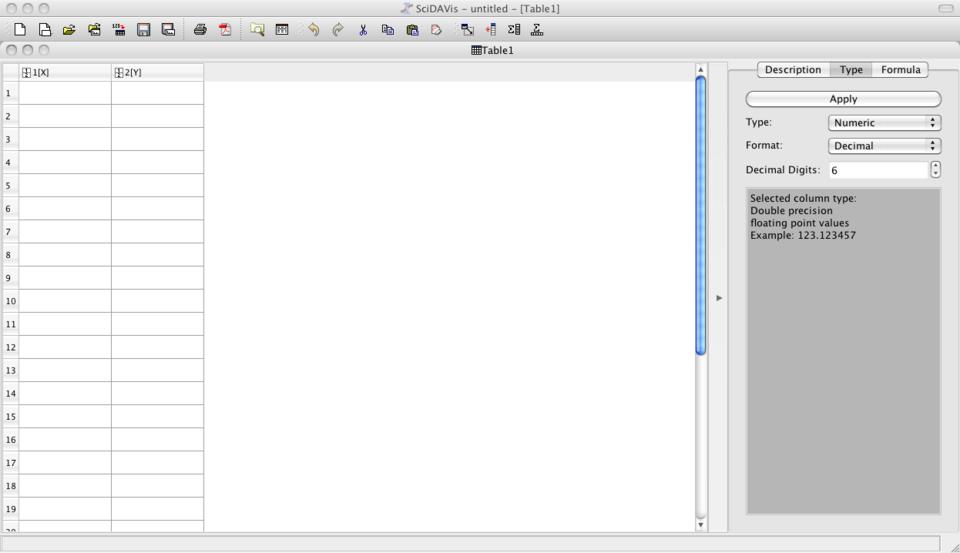 SciDAVis - untitled - [Table1]
Table1
1[X] 2[Y]
Description Type Formula
Apply
Type: Numeric
Format: Decimal
Decimal Digits: 6
Selected column type:
Double precision
floating point values
Example: 123.123457
1
2
3
4
5
6
7
8
9
10
11
12
13
14
15
16
17
18
19